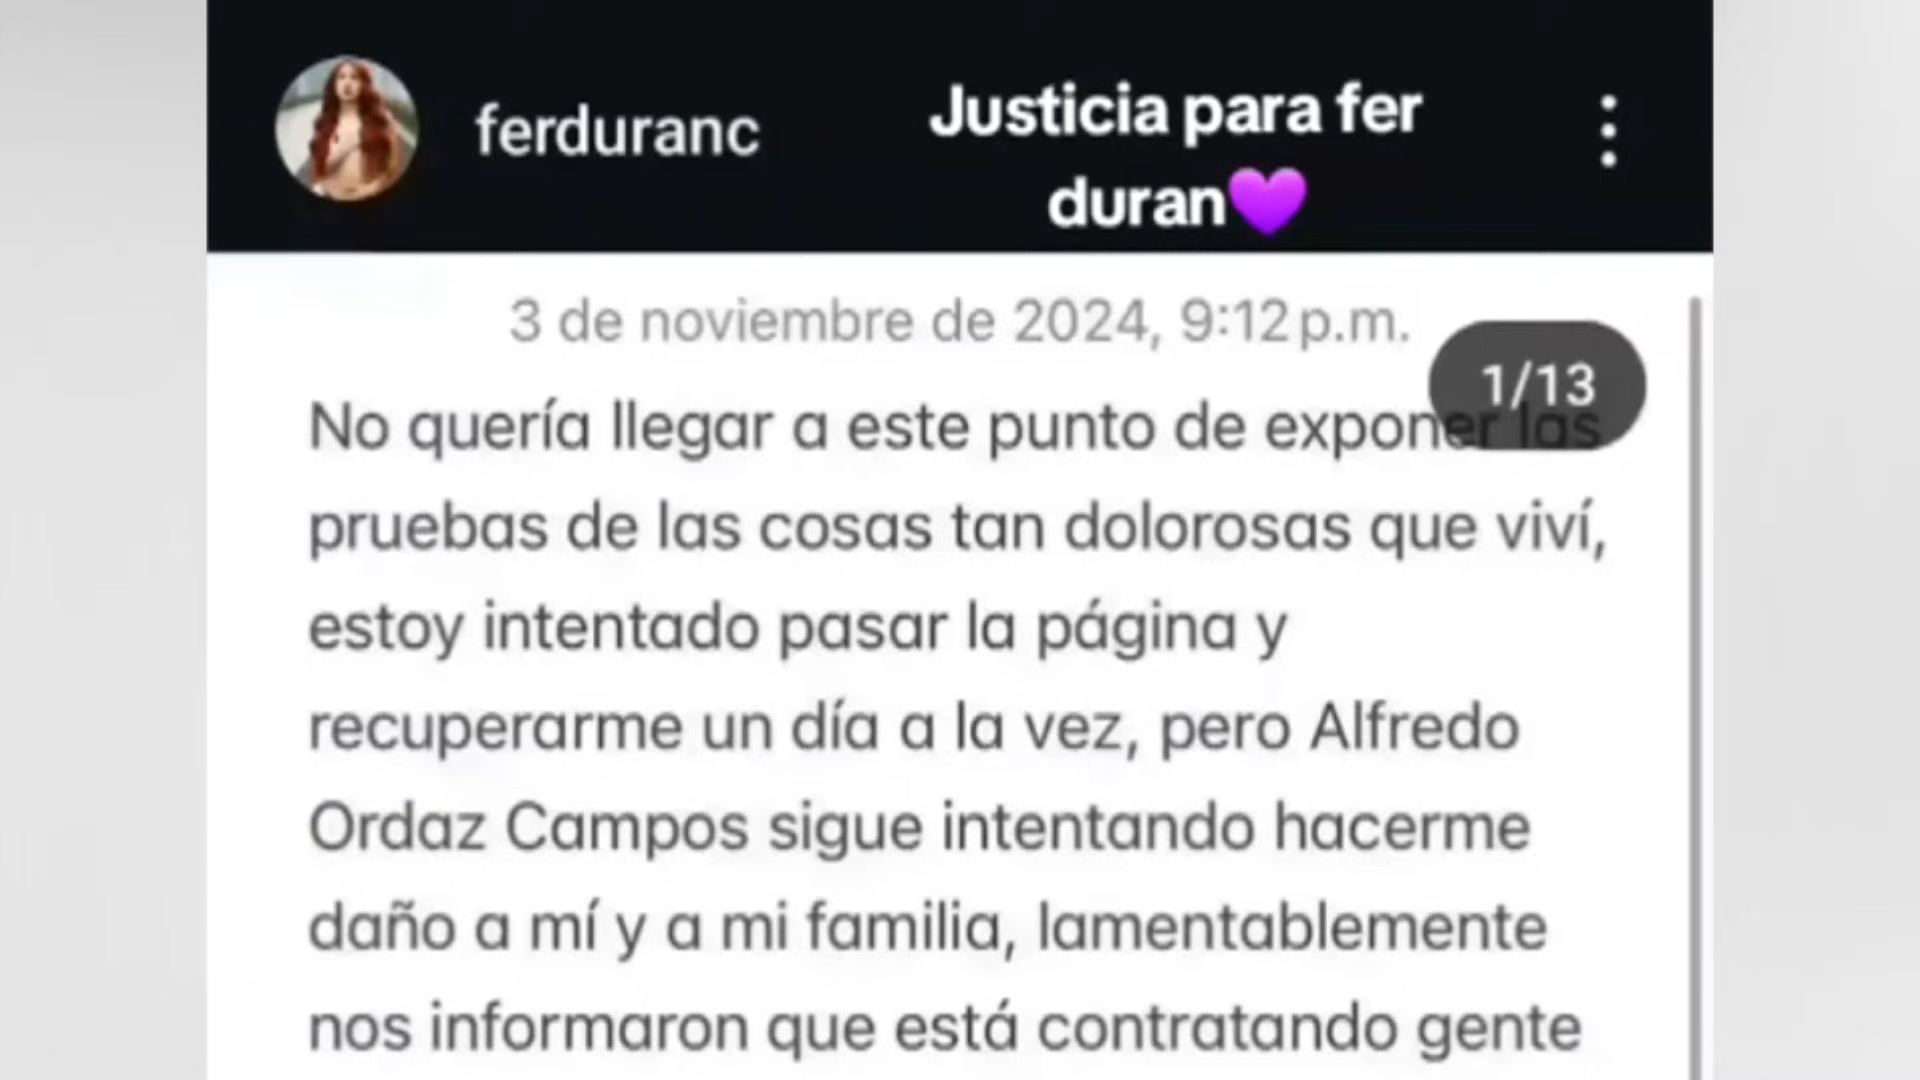 ferduranc
Justicia para fer
duran💜
3 de noviembre de 2024, 9:12 p.m.
1/13
No quería llegar a este punto de exponer las
pruebas de las cosas tan dolorosas que viví,
estoy intentado pasar la página y
recuperarme un día a la vez, pero Alfredo
Ordaz Campos sigue intentando hacerme
daño a mí y a mi familia, lamentablemente
nos informaron que está contratando gente